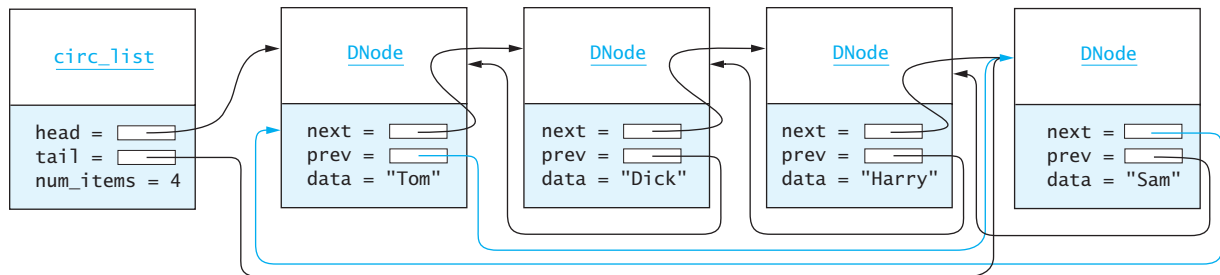 circ_list
head =
tail =
num_items = 4
DNode
next =
prev =
data = "Tom"
DNode
next =
prev =
data = "Dick"
DNode
next =
prev =
data = "Harry"
DNode
next =
prev =
data = "Sam"